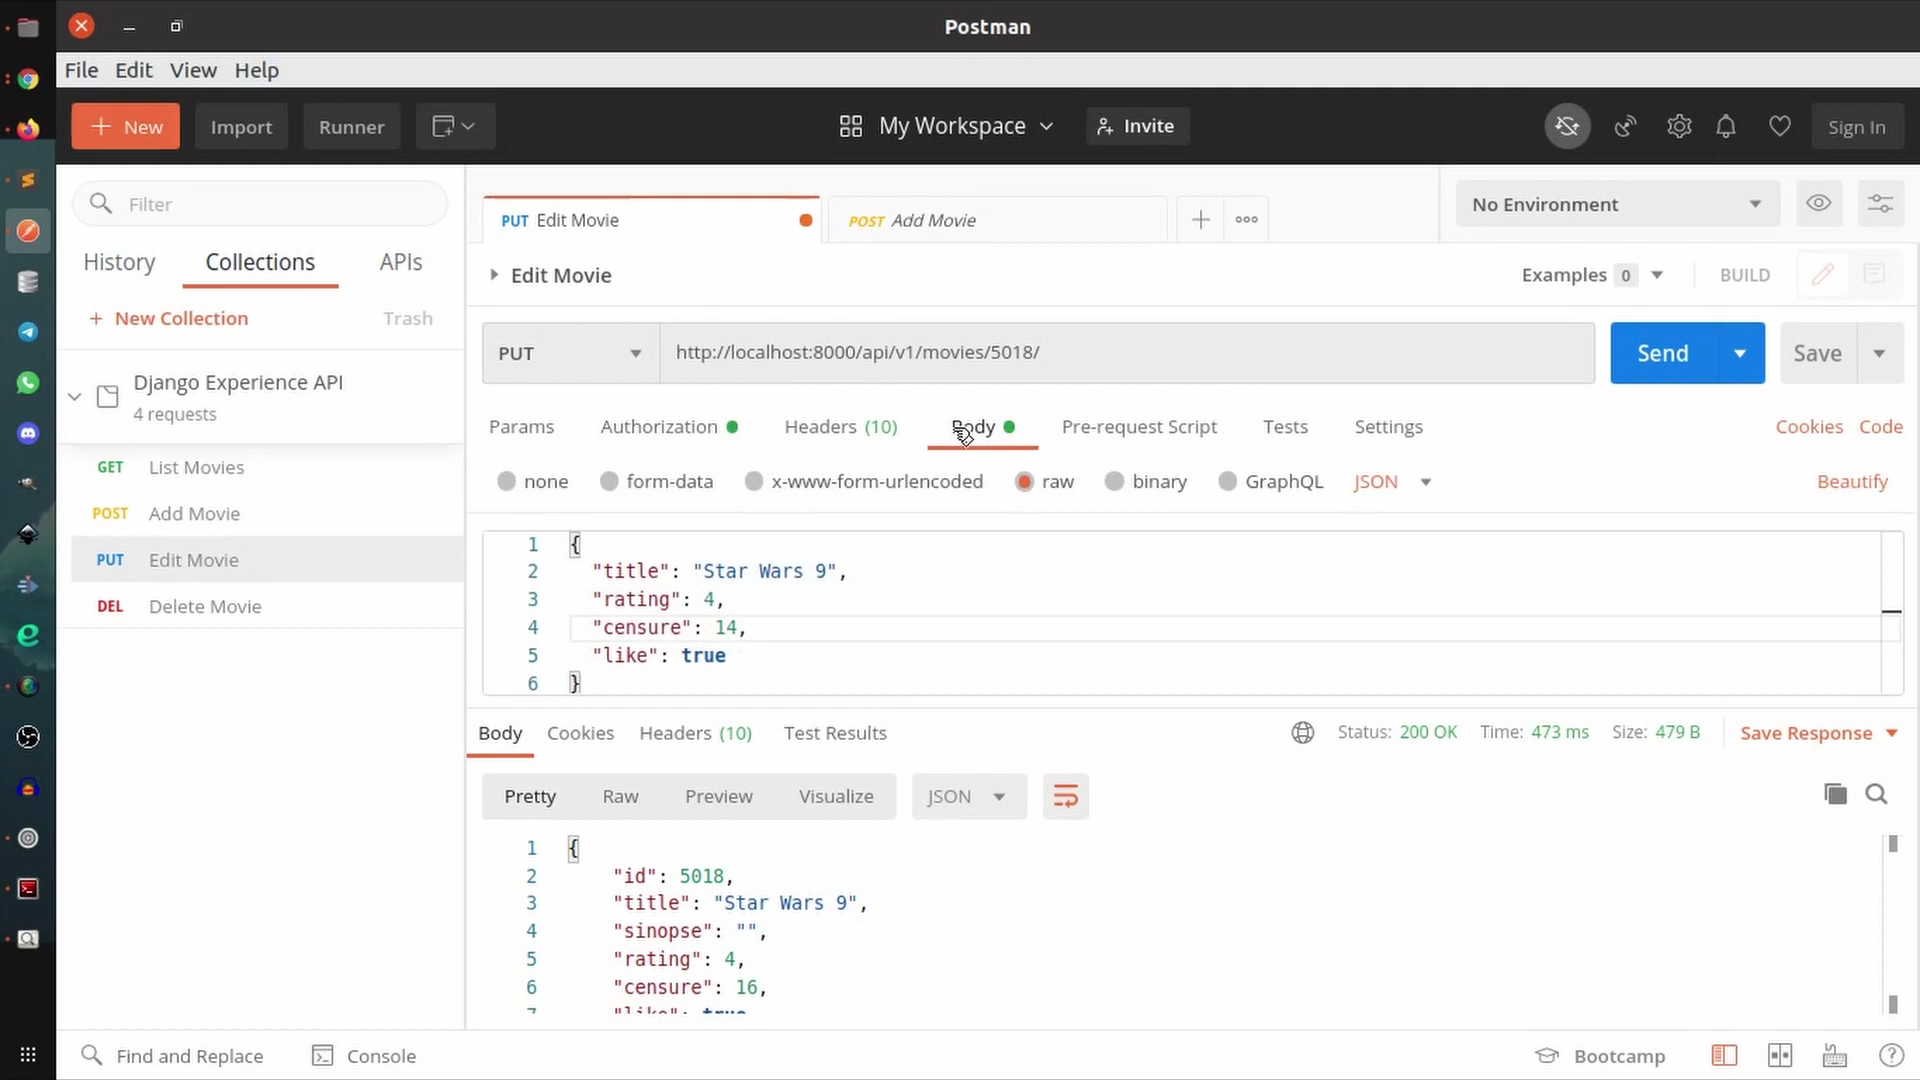 Postman
File Edit View Help
New Import Runner My Workspace Invite Sign In
Filter
History Collections APIs
+ New Collection Trash
Django Experience API
4 requests
GET List Movies
POST Add Movie
PUT Edit Movie
DEL Delete Movie
PUT Edit Movie POST Add Movie No Environment
Edit Movie Examples 0 BUILD
PUT http://localhost:8000/api/v1/movies/5018/ Send Save
Params Authorization Headers (10) Body Pre-request Script Tests Settings Cookies Code
none form-data x-www-form-urlencoded raw binary GraphQL JSON Beautify
1 {
2 "title": "Star Wars 9",
3 "rating": 4,
4 "censure": 14,
5 "like": true
6 }
Body Cookies Headers (10) Test Results Status: 200 OK Time: 473 ms Size: 479 B Save Response
Pretty Raw Preview Visualize JSON
1 {
2 "id": 5018,
3 "title": "Star Wars 9",
4 "sinopse": "",
5 "rating": 4,
6 "censure": 16,
7 "like": true
Find and Replace Console Bootcamp